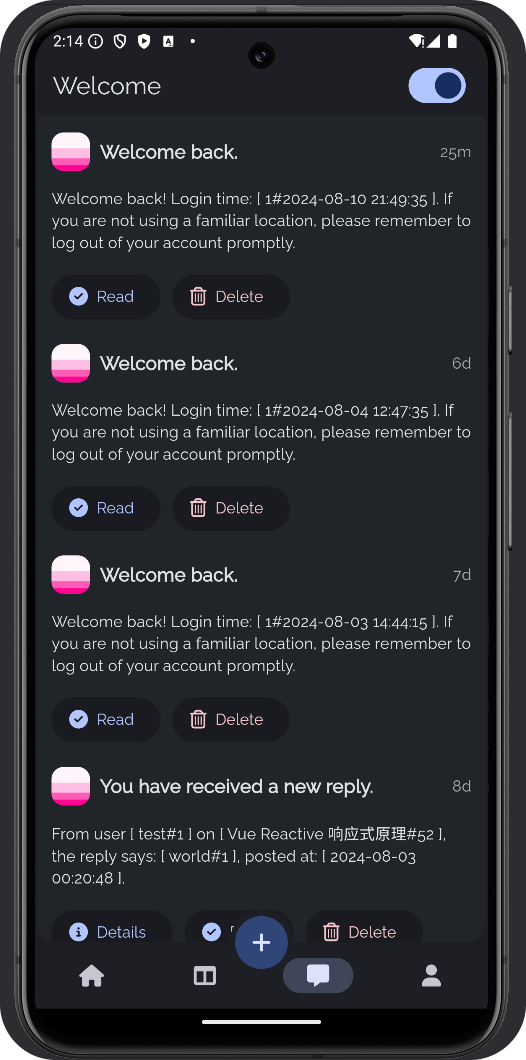 2:14
Welcome
Welcome back.
25m
Welcome back! Login time: [ 1#2024-08-10 21:49:35 ]. If
you are not using a familiar location, please remember to
log out of your account promptly.
Read
Delete
Welcome back.
6d
Welcome back! Login time: [ 1#2024-08-04 12:47:35 ]. If
you are not using a familiar location, please remember to
log out of your account promptly.
Read
Delete
Welcome back.
7d
Welcome back! Login time: [ 1#2024-08-03 14:44:15 ]. If
you are not using a familiar location, please remember to
log out of your account promptly.
Read
Delete
You have received a new reply.
8d
From user [ test#1 ] on [ Vue Reactive 响应式原理#52 ],
the reply says: [ world#1 ], posted at: [ 2024-08-03
00:20:48 ].
Details
Delete